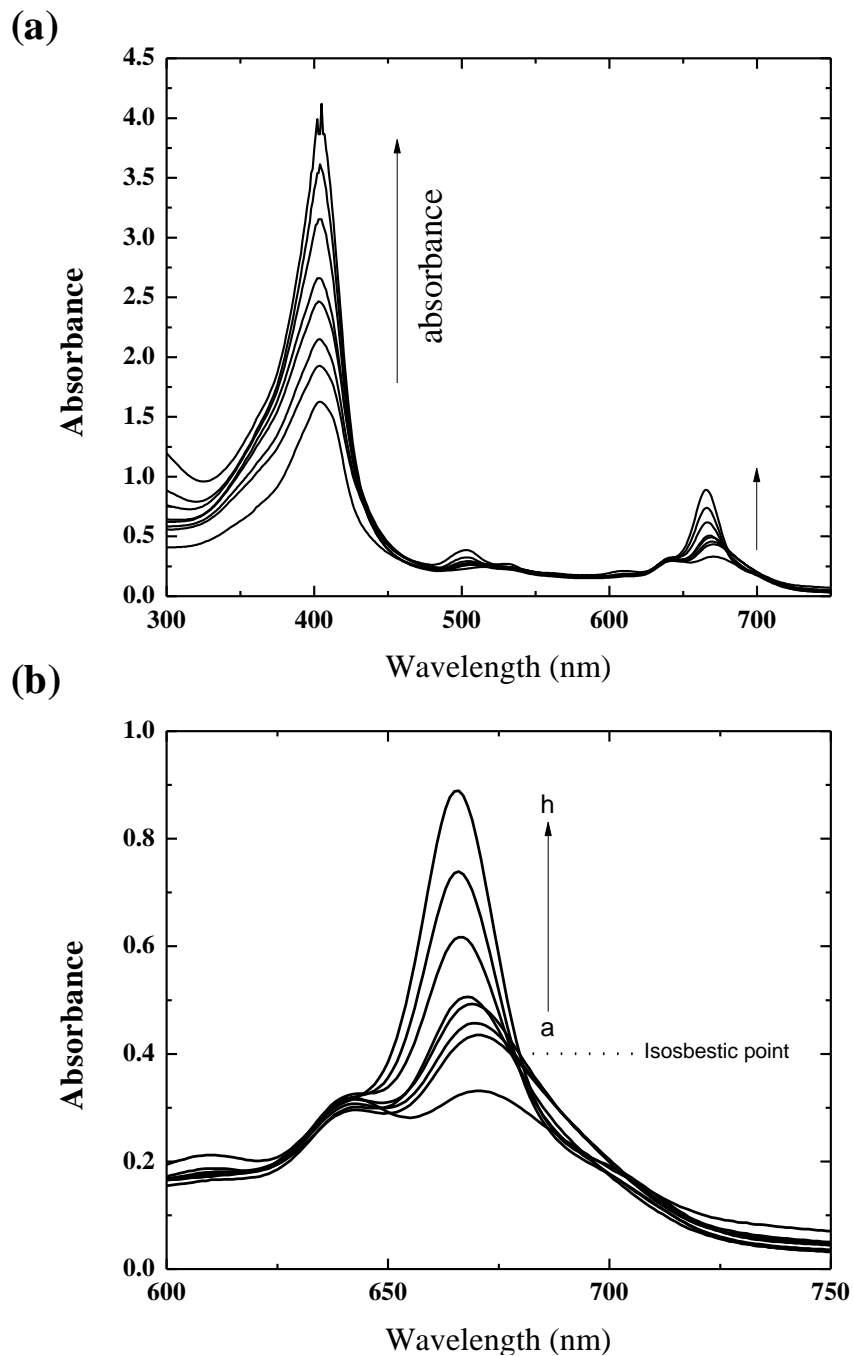 (a)
4.5
4.0
3.5
3.0
2.5
2.0
1.5
1.0
0.5
0.0
Absorbance
absorbance
300 400 500 600 700
Wavelength (nm)
(b)
1.0
0.8
0.6
0.4
0.2
0.0
Absorbance
h
a
Isosbestic point
600 650 700 750
Wavelength (nm)